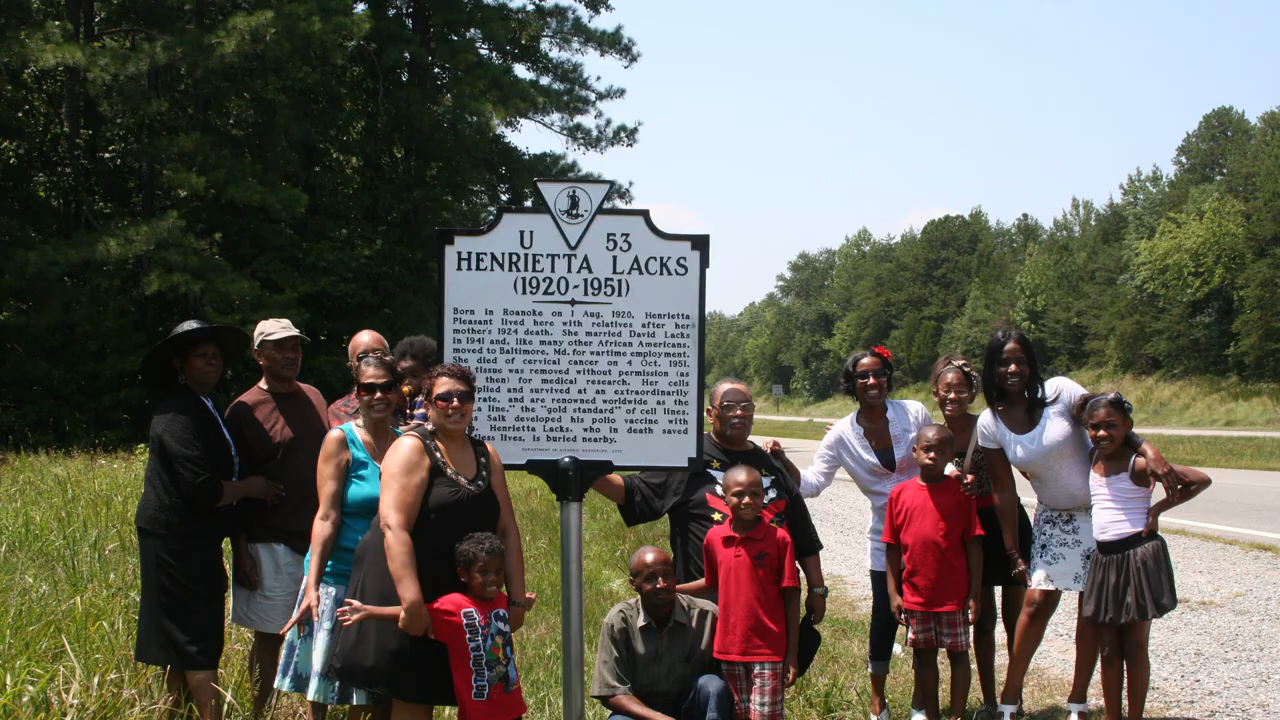 U 53
HENRIETTA LACKS
(1920-1951)
Born in Roanoke on 1 Aug. 1920, Henrietta
Pleasant lived here with relatives after her
mother's 1924 death. She married David Lacks
in 1941 and, like many other African Americans,
moved to Baltimore, Md. for wartime employment.
She died of cervical cancer on 4 Oct. 1951.
tissue was removed without permission (as
then) for medical research. Her cells
and survived at an extraordinarily
and are renowned worldwide as the
line," the "gold standard" of cell lines.
Salk developed his polio vaccine with
Henrietta Lacks, who in death saved
lives, is buried nearby.
DEPARTMENT OF HISTORIC RESOURCES,
BATMAN & ROBIN